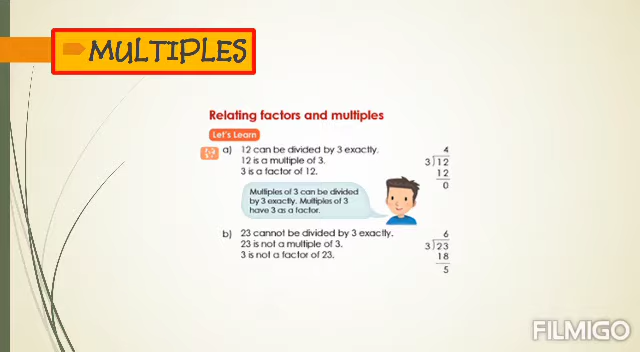 MULTIPLES
Relating factors and multiples
Let's Learn
a) 12 can be divided by 3 exactly.
12 is a multiple of 3.
3 is a factor of 12.
4
3 12
12
0
Multiples of 3 can be divided
by 3 exactly. Multiples of 3
have 3 as a factor.
b) 23 cannot be divided by 3 exactly.
23 is not a multiple of 3.
3 is not a factor of 23.
6
3 23
18
5
FILMIGO